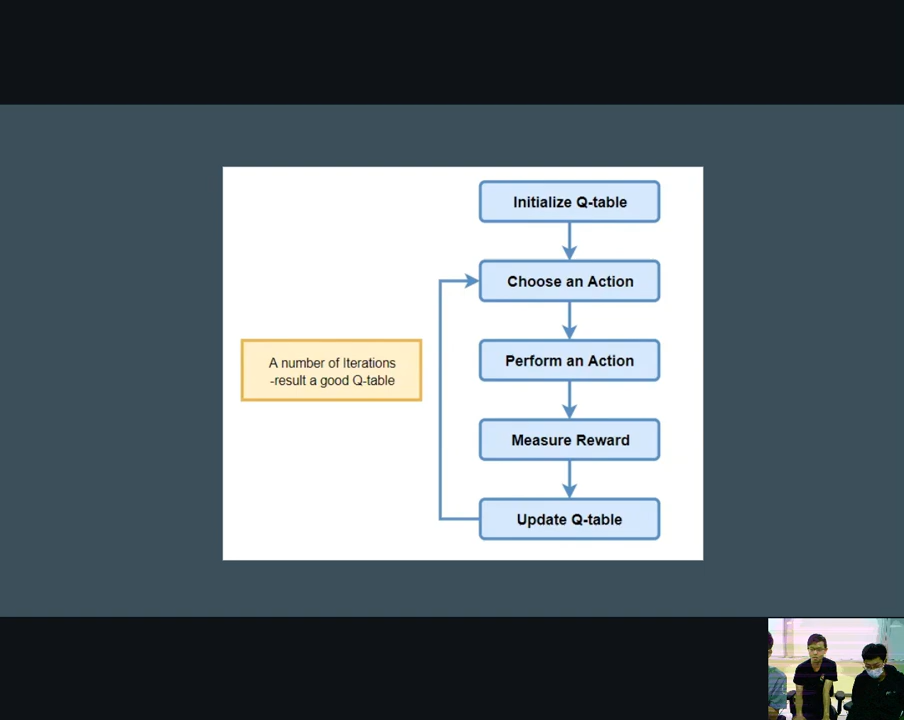 Initialize Q-table
Choose an Action
A number of Iterations
-result a good Q-table
Perform an Action
Measure Reward
Update Q-table